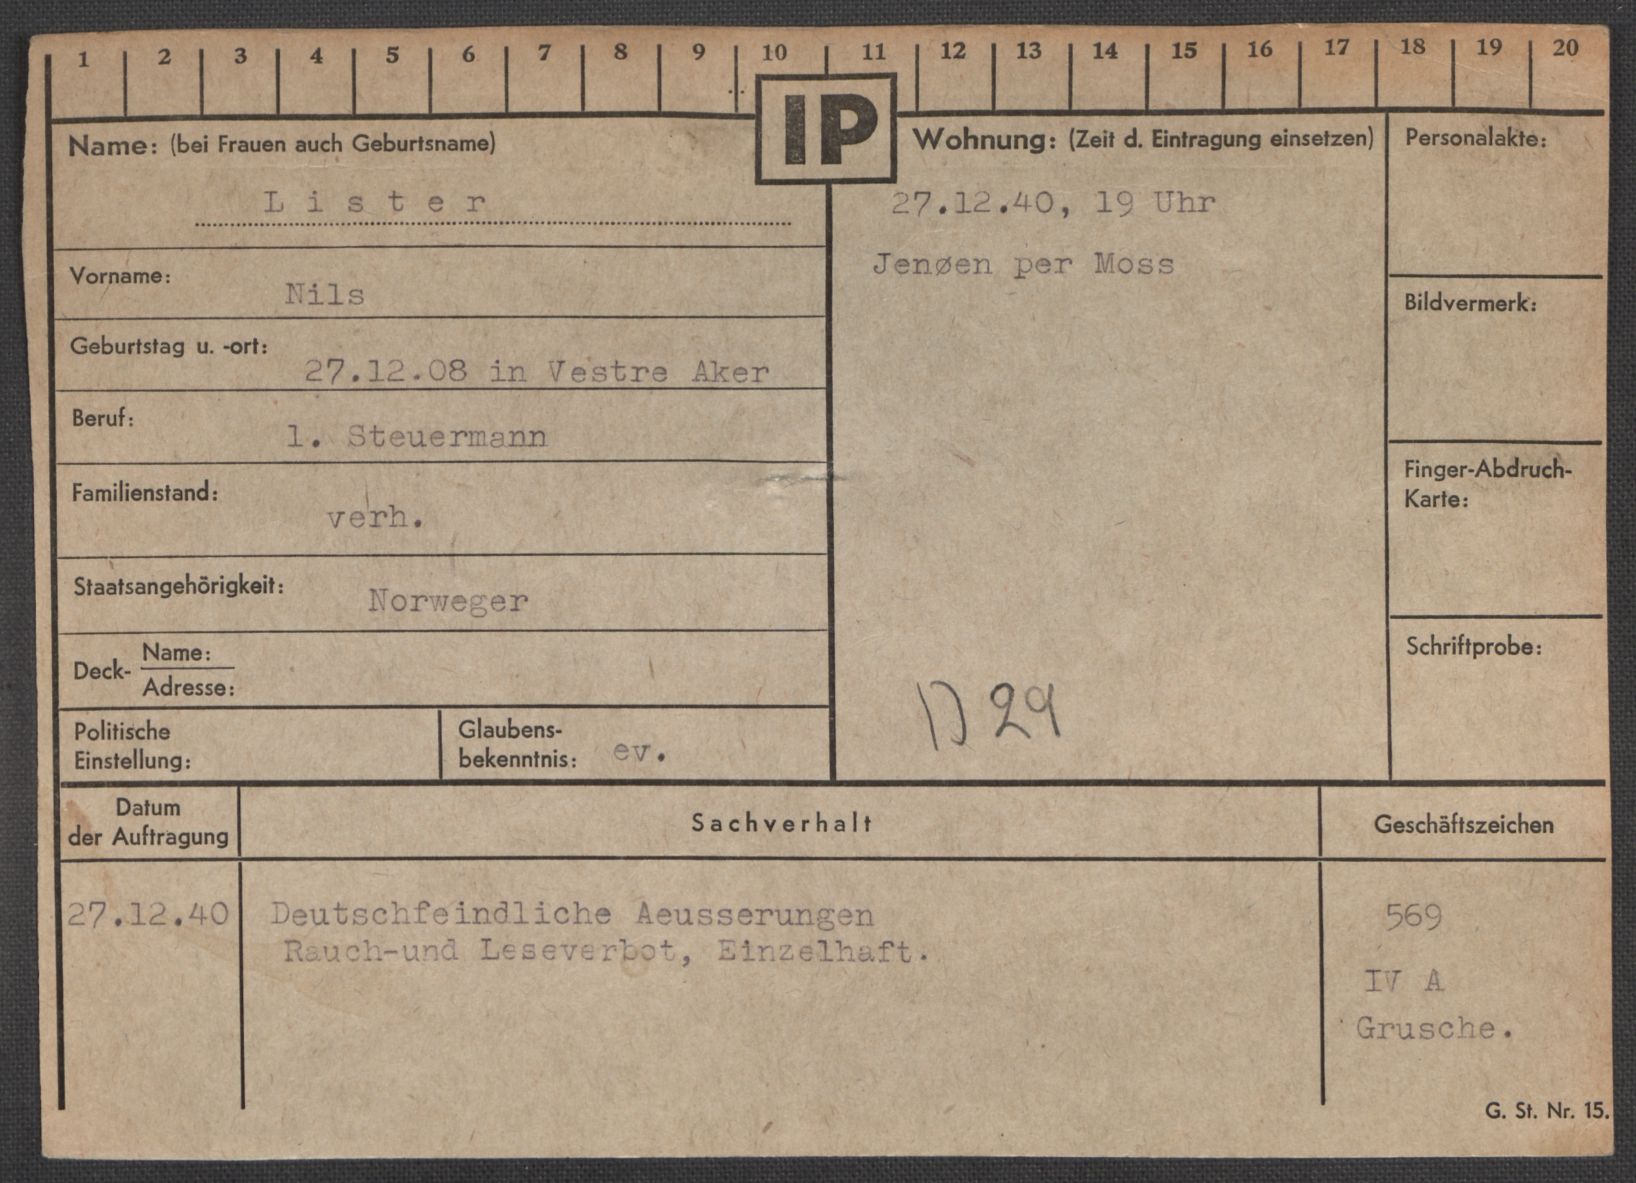 1 2 3 4 5 6 7 8 9 10 11 12 13 14 15 16 17 18 19 20
IP
Name: (bei Frauen auch Geburtsname)
Lister
Vorname:
Nils
Geburtstag u. -ort:
27.12.08 in Vestre Aker
Beruf:
1. Steuermann
Familienstand:
verh.
Staatsangehörigkeit:
Norweger
Deck- Name:
Adresse:
Politische
Einstellung:
Glaubens-
bekenntnis: ev.
Wohnung: (Zeit d. Eintragung einsetzen)
27.12.40, 19 Uhr
Jenøen per Moss
D 29
Personalakte:
Bildvermerk:
Finger-Abdruch-
Karte:
Schriftprobe:
Datum
der Auftragung
Sachverhalt
Geschäftszeichen
27.12.40
Deutschfeindliche Aeusserungen
Rauch-und Leseverbot, Einzelhaft.
569
IV A
Grusche.
G. St. Nr. 15.